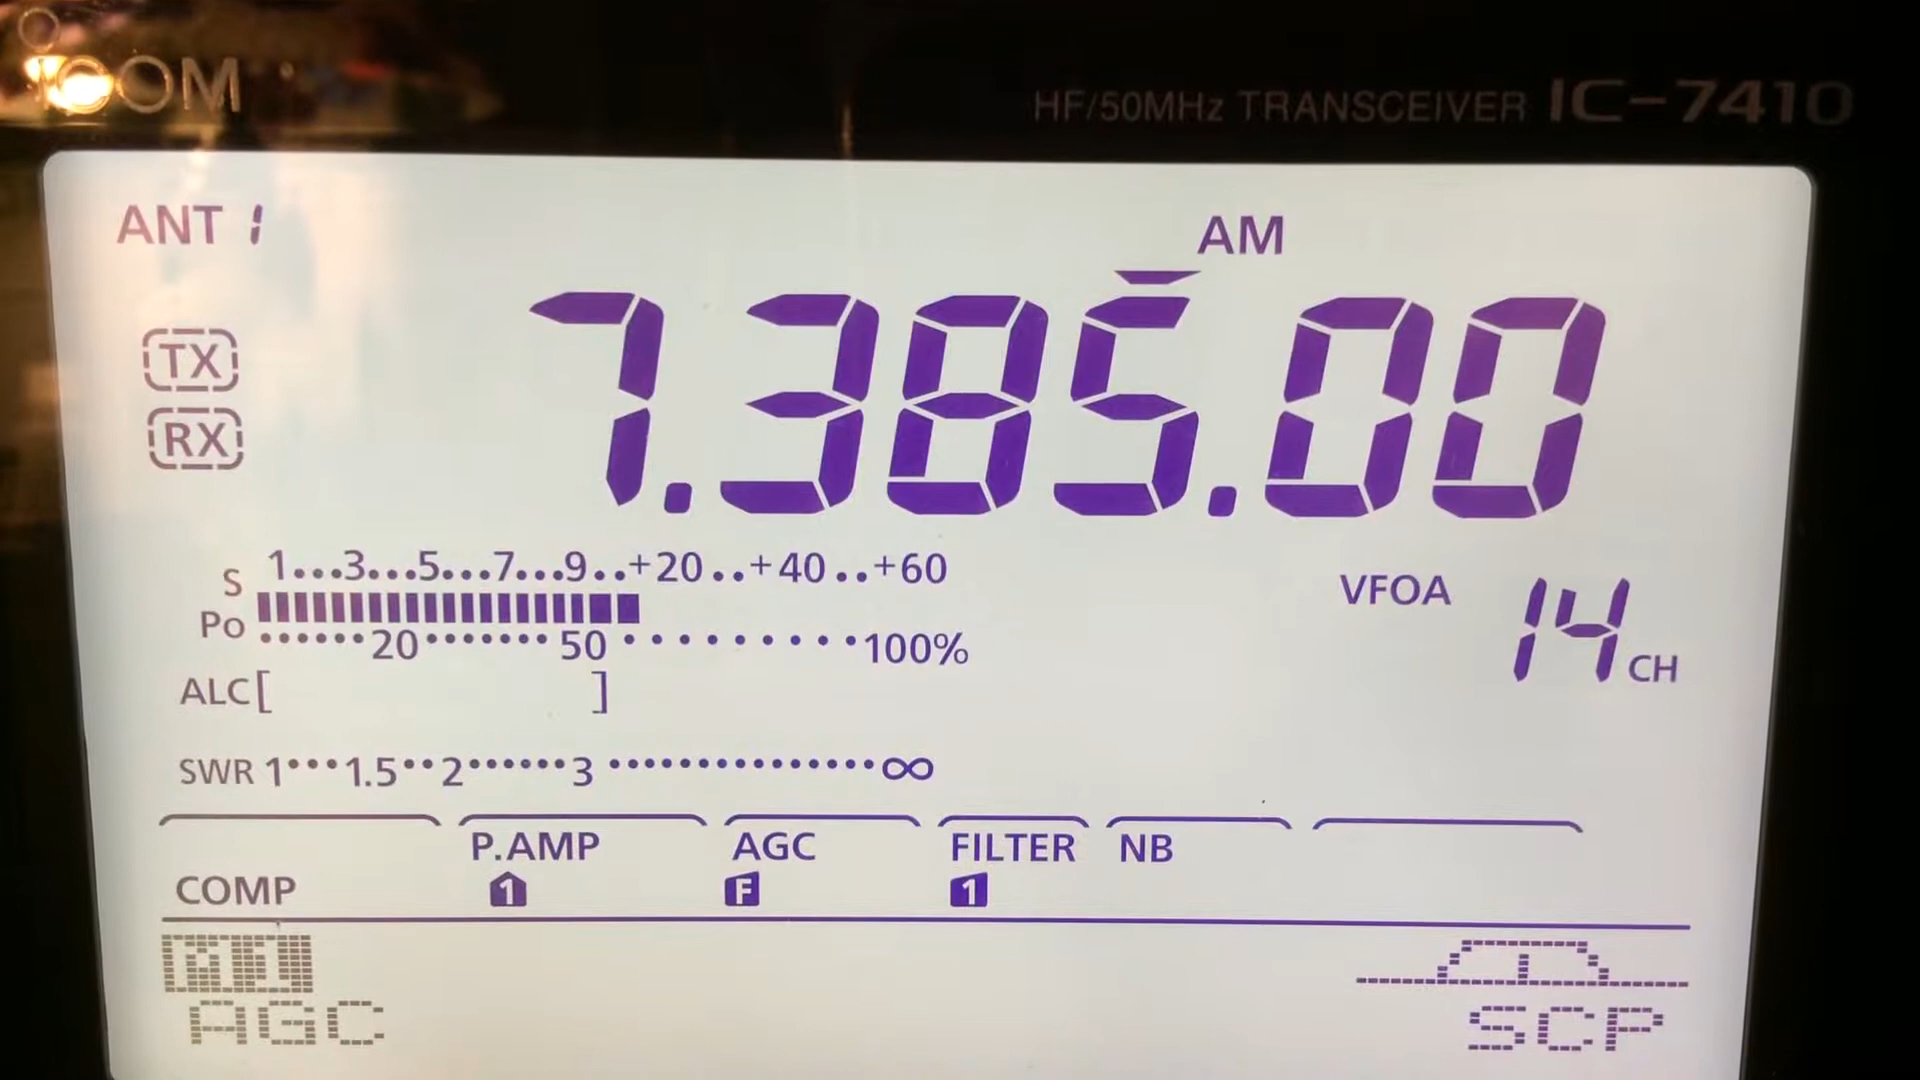 ICOM
HF/50MHz TRANSCEIVER IC-7410
ANT 1
AM
TX
7.385.00
RX
S 1...3...5...7...9..+20..+40..+60
Po ······20·······50·········100%
VFOA 14 CH
ALC[ ]
SWR 1···1.5··2······3···············∞
P.AMP AGC FILTER NB
COMP 1 F 1
AGC SCP